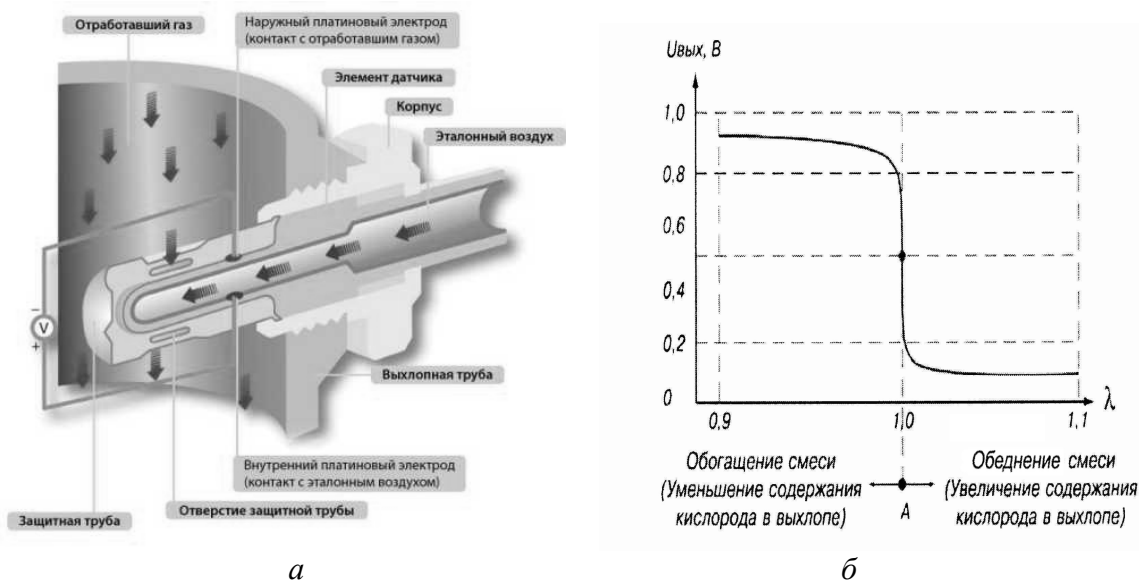 Отработавший газ
Наружный платиновый электрод
(контакт с отработавшим газом)
Элемент датчика
Корпус
Эталонный воздух
−
V
+
Выхлопная труба
Внутренний платиновый электрод
(контакт с эталонным воздухом)
Отверстие защитной трубы
Защитная труба
а
Uвых, В
1,0
0,8
0,6
0,4
0,2
0
0,9
1,0
1,1
λ
Обогащение смеси
(Уменьшение содержания
кислорода в выхлопе)
А
Обеднение смеси
(Увеличение содержания
кислорода в выхлопе)
б